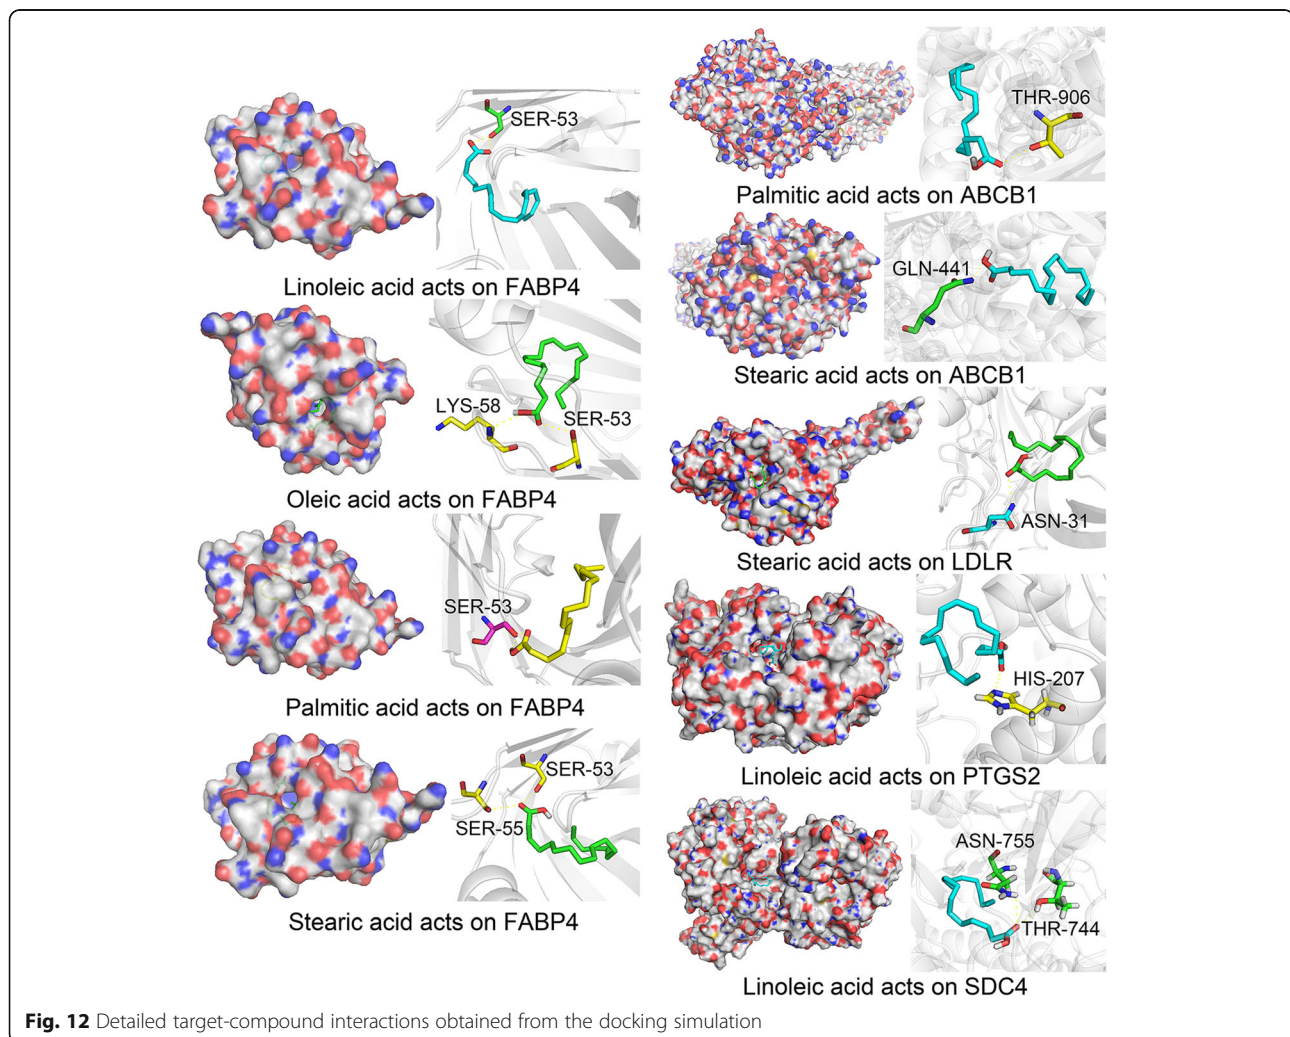 SER-53
Linoleic acid acts on FABP4
LYS-58
SER-53
Oleic acid acts on FABP4
SER-53
Palmitic acid acts on FABP4
SER-53
SER-55
Stearic acid acts on FABP4
THR-906
Palmitic acid acts on ABCB1
GLN-441
Stearic acid acts on ABCB1
ASN-31
Stearic acid acts on LDLR
HIS-207
Linoleic acid acts on PTGS2
ASN-755
THR-744
Linoleic acid acts on SDC4
Fig. 12 Detailed target-compound interactions obtained from the docking simulation